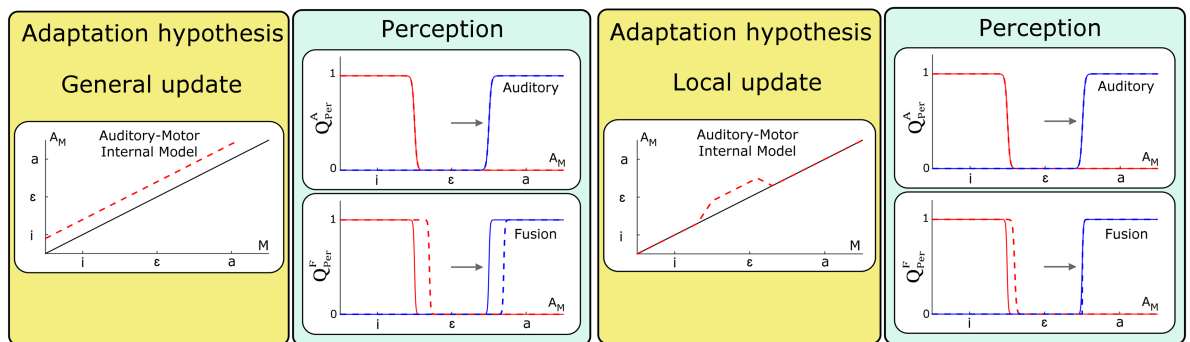 Adaptation hypothesis
General update
Auditory-Motor
Internal Model
A_M
a
ε
i
M
i
ε
a
Perception
1
Auditory
Q^A_Per
0
A_M
i
ε
a
1
Fusion
Q^F_Per
0
A_M
i
ε
a
Adaptation hypothesis
Local update
Auditory-Motor
Internal Model
A_M
a
ε
i
M
i
ε
a
Perception
1
Auditory
Q^A_Per
0
A_M
i
ε
a
1
Fusion
Q^F_Per
0
A_M
i
ε
a